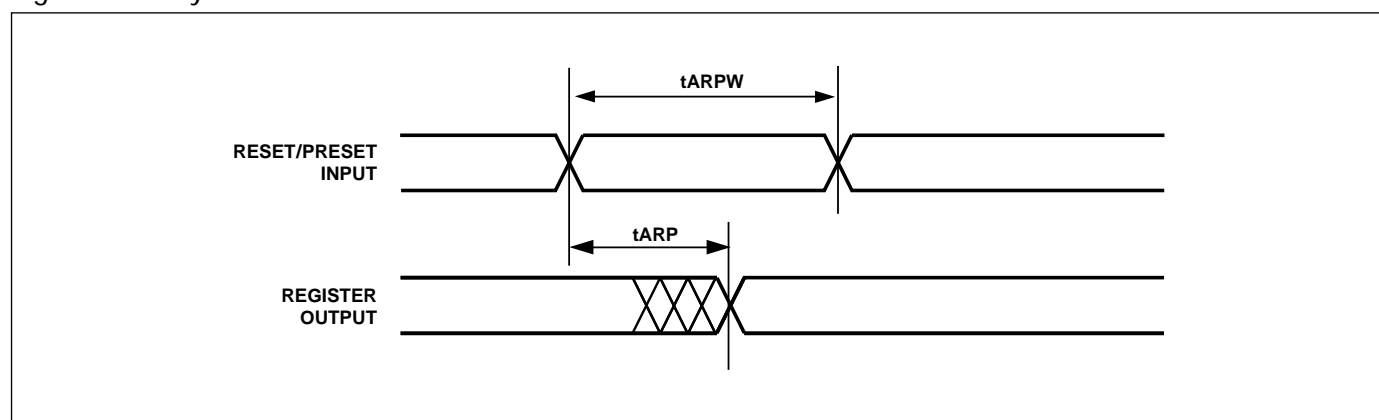 tARPW
RESET/PRESET
INPUT
tARP
REGISTER
OUTPUT